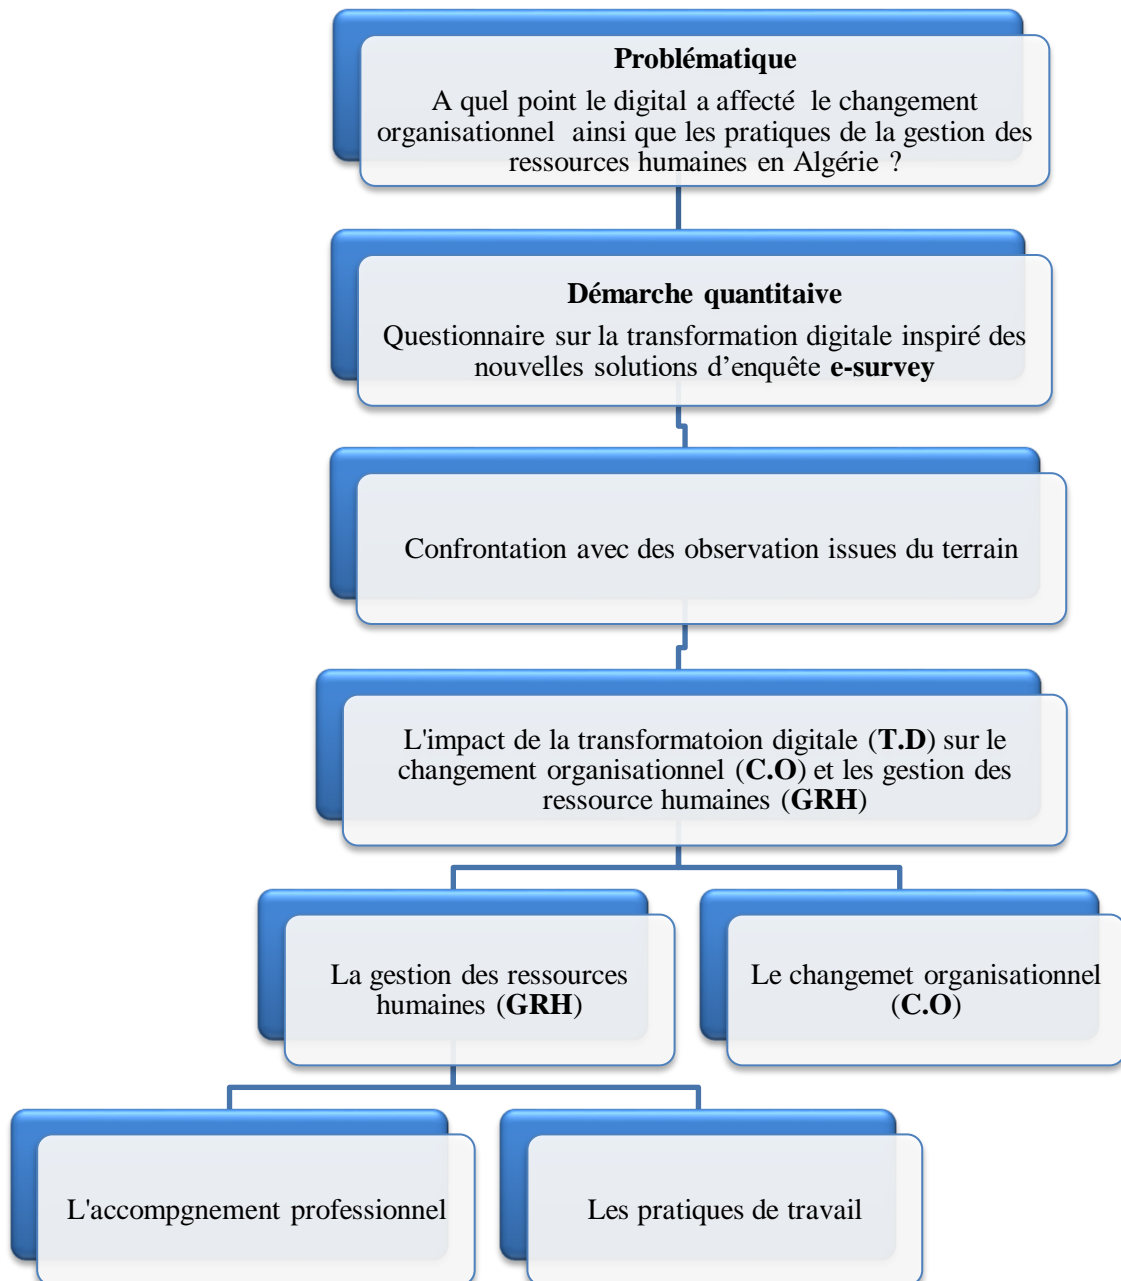 Problématique
A quel point le digital a affecté le changement
organisationnel ainsi que les pratiques de la gestion des
ressources humaines en Algérie ?
Démarche quantitaive
Questionnaire sur la transformation digitale inspiré des
nouvelles solutions d’enquête e-survey
Confrontation avec des observation issues du terrain
L'impact de la transformatoion digitale (T.D) sur le
changement organisationnel (C.O) et les gestion des
ressource humaines (GRH)
La gestion des ressources
humaines (GRH)
Le changemet organisationnel
(C.O)
L'accompgnement professionnel
Les pratiques de travail